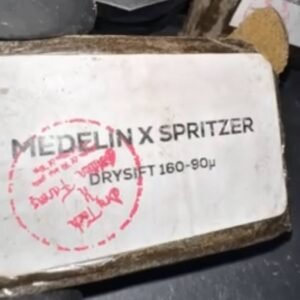 MEDELIN X SPRITZER
DRYSIFT 160-90µ